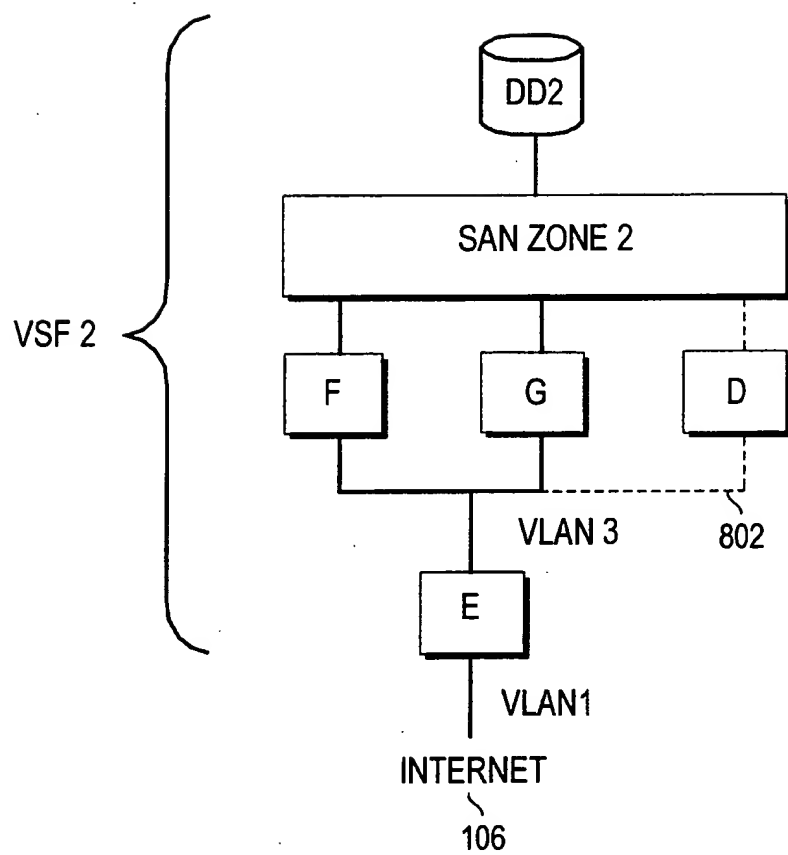 DD2
SAN ZONE 2
VSF 2
F
G
D
VLAN 3
802
E
VLAN1
INTERNET
106